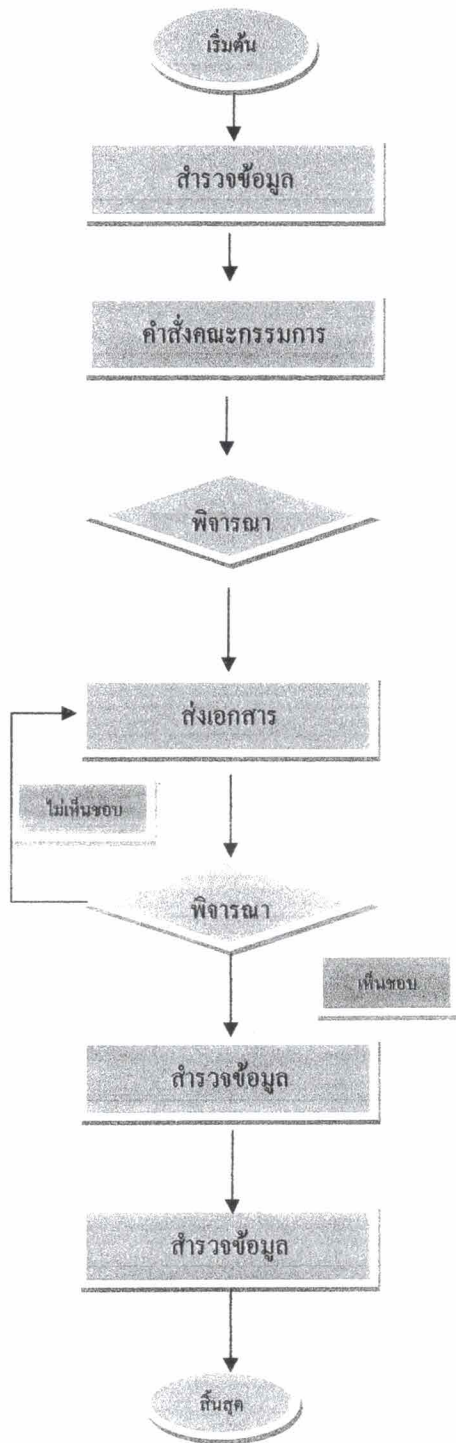 เริ่มต้น
สำรวจข้อมูล
คำสั่งคณะกรรมการ
พิจารณา
ส่งเอกสาร
ไม่เห็นชอบ
พิจารณา
เห็นชอบ
สำรวจข้อมูล
สำรวจข้อมูล
สิ้นสุด